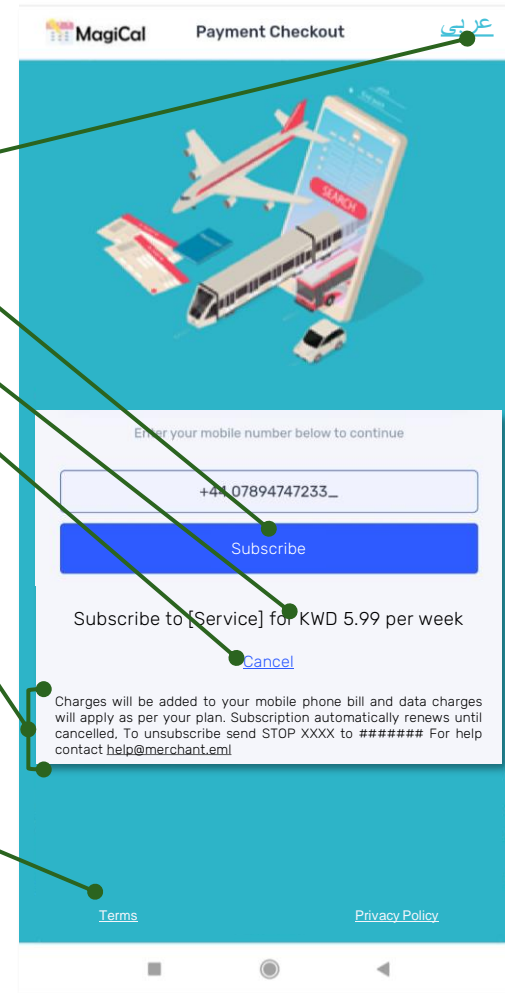 MagiCal
Payment Checkout
عربى
SEARCH
Enter your mobile number below to continue
+44 07894747233_
Subscribe
Subscribe to [Service] for KWD 5.99 per week
Cancel
Charges will be added to your mobile phone bill and data charges
will apply as per your plan. Subscription automatically renews until
cancelled, To unsubscribe send STOP XXXX to ####### For help
contact help@merchant.eml
Terms
Privacy Policy